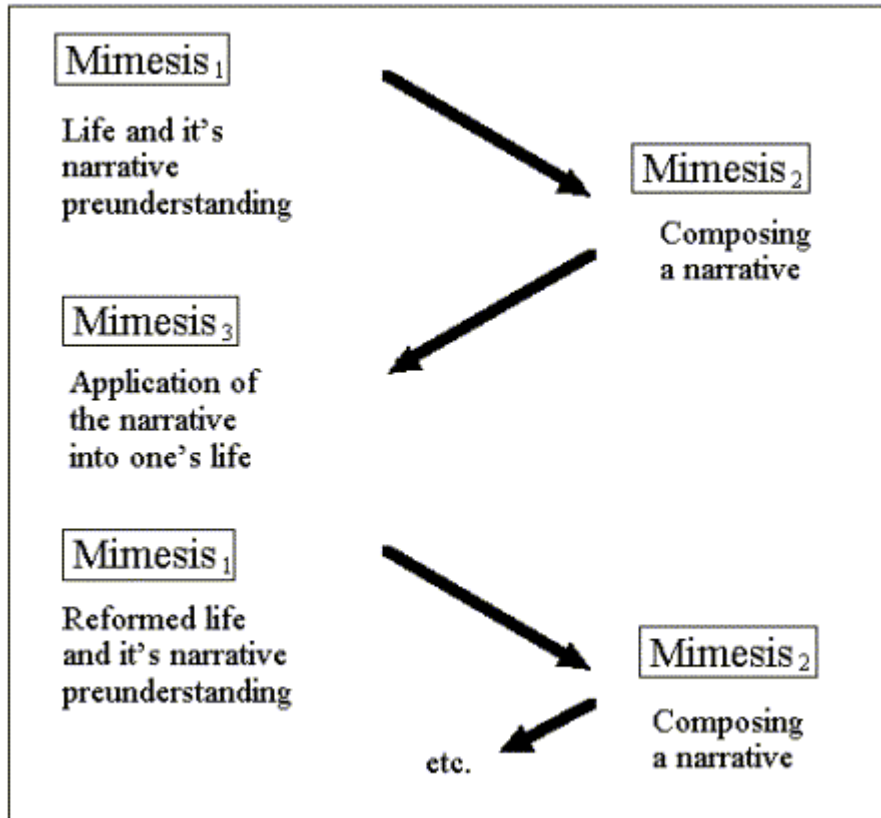 Mimesis₁
Life and it's
narrative
preunderstanding
Mimesis₂
Composing
a narrative
Mimesis₃
Application of
the narrative
into one's life
Mimesis₁
Reformed life
and it's narrative
preunderstanding
Mimesis₂
Composing
a narrative
etc.